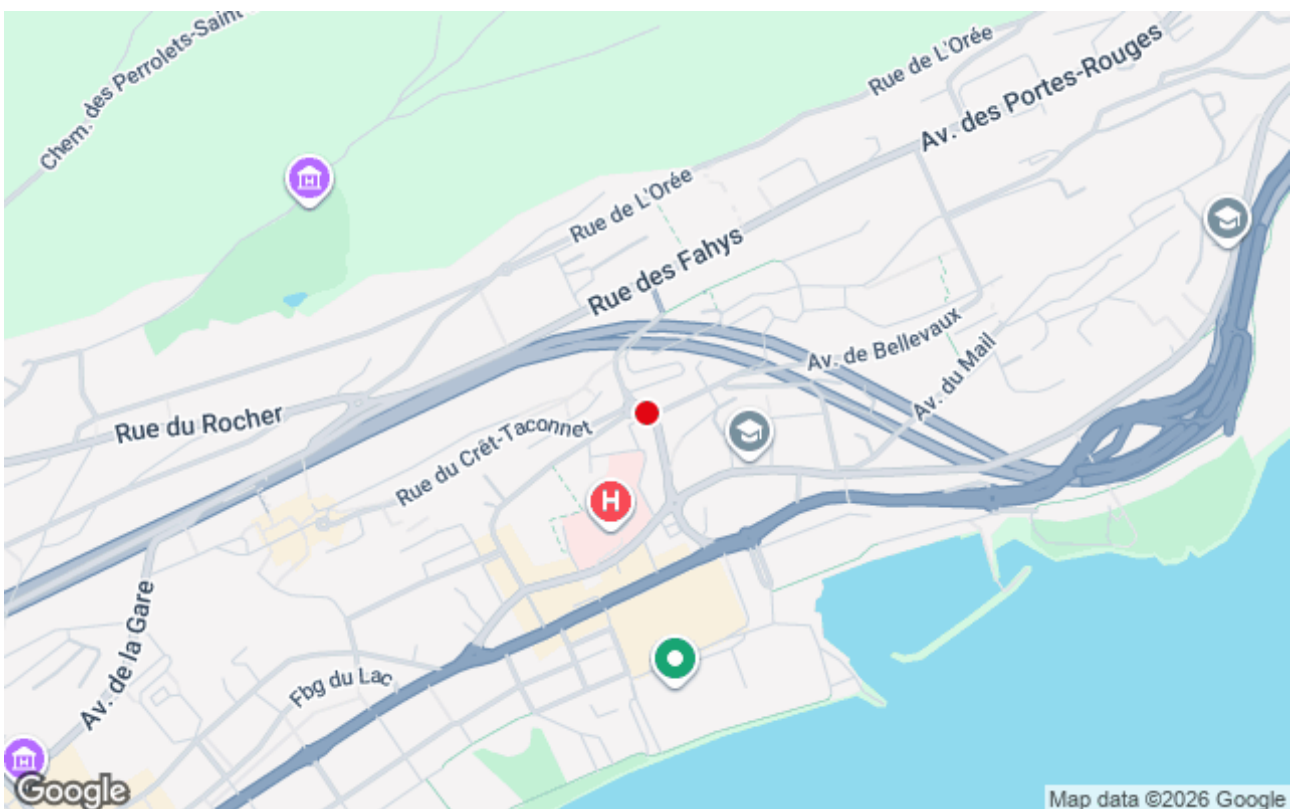 Chem. des Perrolets-Saint
Rue de L'Orée
Av. des Portes-Rouges
Rue de L'Orée
Rue des Fahys
Av. de Bellevaux
Av. du Mail
Rue du Rocher
Rue du Crêt-Taconnet
H
Av. de la Gare
Fbg du Lac
Google
Map data ©2026 Google